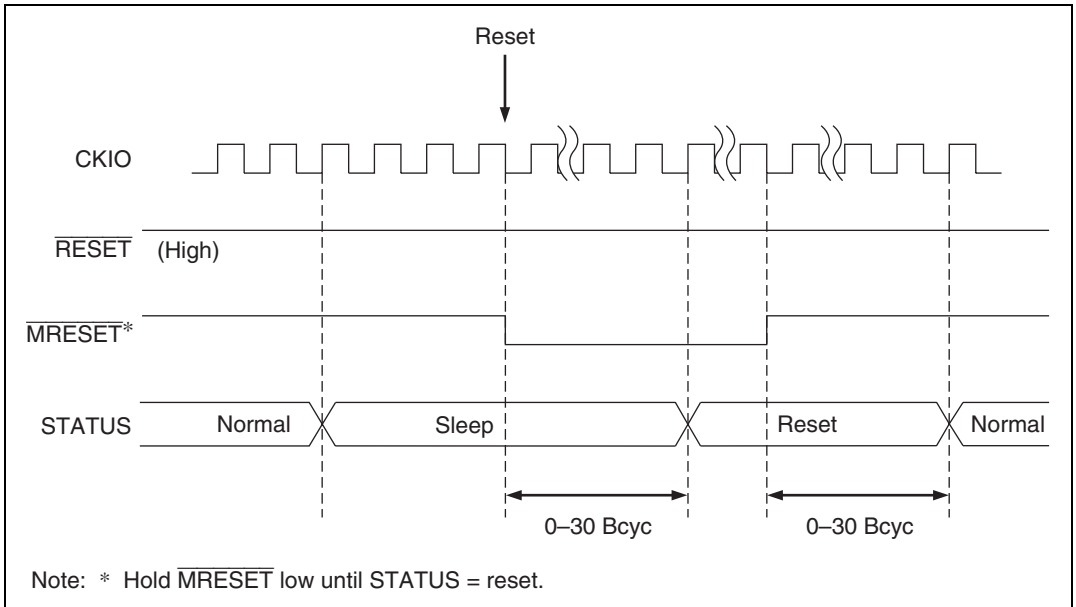 Reset
CKIO
RESET (High)
MRESET*
STATUS Normal Sleep Reset Normal
0–30 Bcyc 0–30 Bcyc
Note: * Hold MRESET low until STATUS = reset.